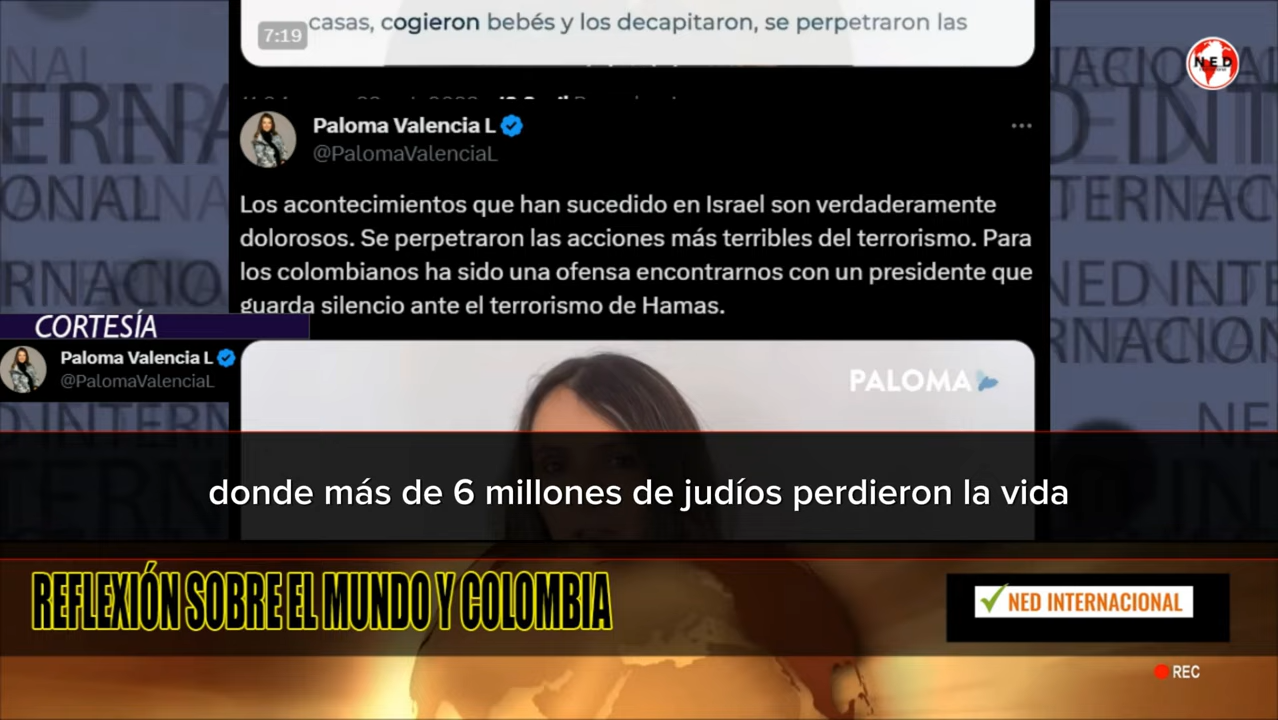 casas, cogieron bebés y los decapitaron, se perpetraron las
7:19
NED
Paloma Valencia L
@PalomaValenciaL
Los acontecimientos que han sucedido en Israel son verdaderamente
dolorosos. Se perpetraron las acciones más terribles del terrorismo. Para
los colombianos ha sido una ofensa encontrarnos con un presidente que
guarda silencio ante el terrorismo de Hamas.
CORTESÍA
Paloma Valencia L
@PalomaValenciaL
PALOMA
donde más de 6 millones de judíos perdieron la vida
REFLEXIÓN SOBRE EL MUNDO Y COLOMBIA
NED INTERNACIONAL
REC